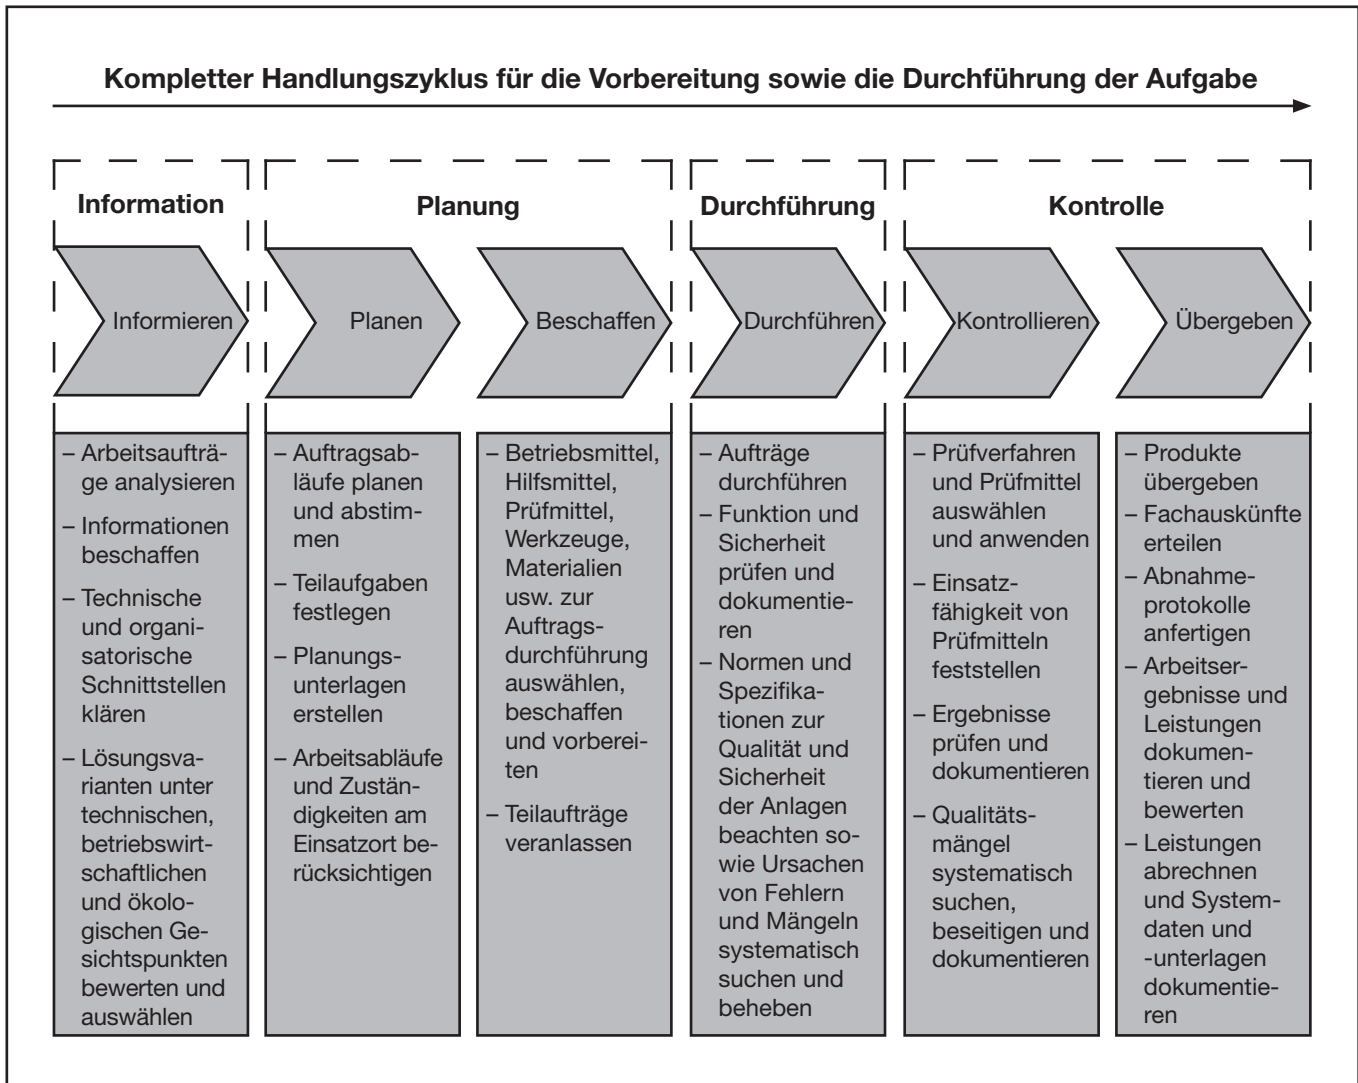 Kompletter Handlungszyklus für die Vorbereitung sowie die Durchführung der Aufgabe
Information
Informieren
– Arbeitsaufträ-
ge analysieren
– Informationen
beschaffen
– Technische
und organi-
satorische
Schnittstellen
klären
– Lösungsva-
rianten unter
technischen,
betriebswirt-
schaftlichen
und ökolo-
gischen Ge-
sichtspunkten
bewerten und
auswählen
Planung
Planen
– Auftragsab-
läufe planen
und abstim-
men
– Teilaufgaben
festlegen
– Planungs-
unterlagen
erstellen
– Arbeitsabläufe
und Zustän-
digkeiten am
Einsatzort be-
rücksichtigen
Beschaffen
– Betriebsmittel,
Hilfsmittel,
Prüfmittel,
Werkzeuge,
Materialien
usw. zur
Auftrags-
durchführung
auswählen,
beschaffen
und vorberei-
ten
– Teilaufträge
veranlassen
Durchführung
Durchführen
– Aufträge
durchführen
– Funktion und
Sicherheit
prüfen und
dokumentie-
ren
– Normen und
Spezifika-
tionen zur
Qualität und
Sicherheit
der Anlagen
beachten so-
wie Ursachen
von Fehlern
und Mängeln
systematisch
suchen und
beheben
Kontrolle
Kontrollieren
– Prüfverfahren
und Prüfmittel
auswählen
und anwenden
– Einsatz-
fähigkeit von
Prüfmitteln
feststellen
– Ergebnisse
prüfen und
dokumentieren
– Qualitäts-
mängel
systematisch
suchen,
beseitigen und
dokumentieren
Übergeben
– Produkte
übergeben
– Fachauskünfte
erteilen
– Abnahme-
protokolle
anfertigen
– Arbeitser-
gebnisse und
Leistungen
dokumen-
tieren und
bewerten
– Leistungen
abrechnen
und System-
daten und
-unterlagen
dokumentie-
ren